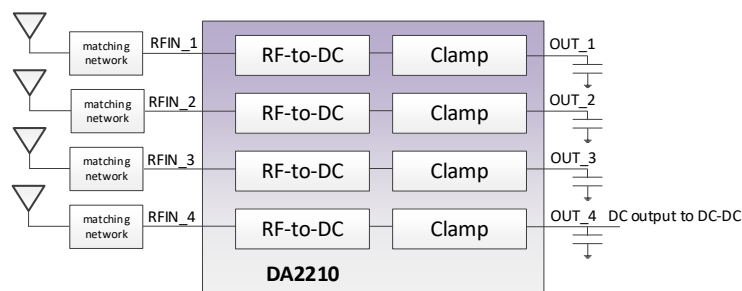 matching
network
RFIN_1
RF-to-DC
Clamp
OUT_1
matching
network
RFIN_2
RF-to-DC
Clamp
OUT_2
matching
network
RFIN_3
RF-to-DC
Clamp
OUT_3
matching
network
RFIN_4
RF-to-DC
Clamp
OUT_4
DC output to DC-DC
DA2210